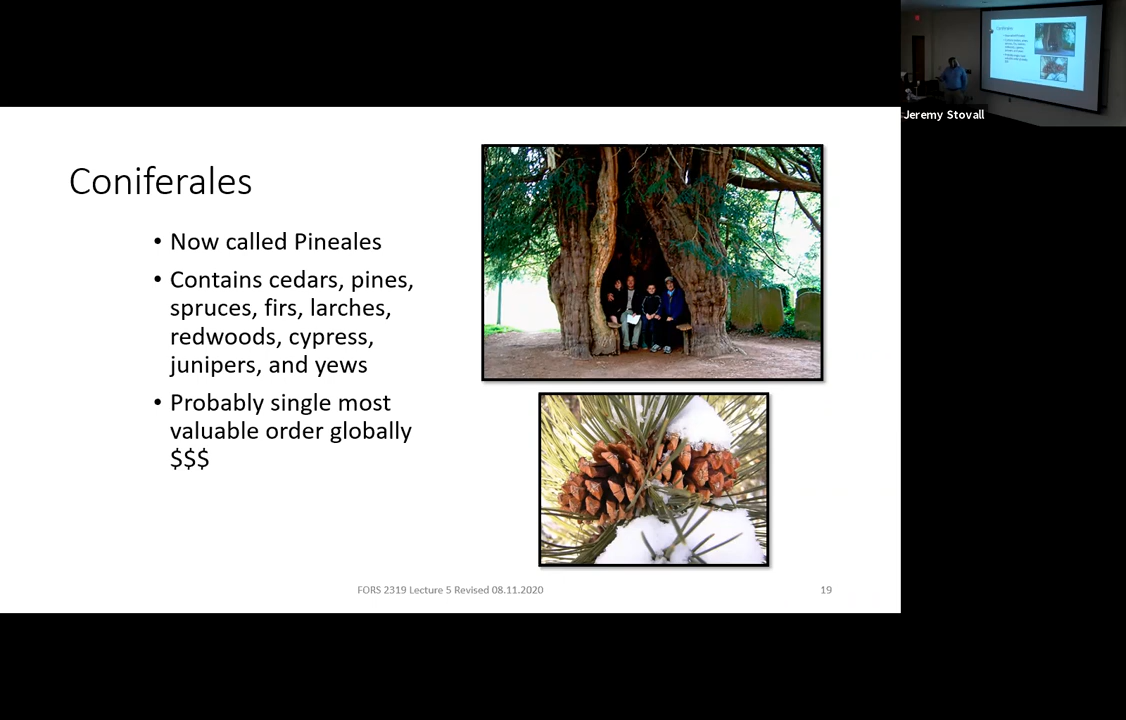 Coniferales
• Now called Pineales
• Contains cedars, pines,
spruces, firs, larches,
redwoods, cypress,
junipers, and yews
• Probably single most
valuable order globally
$$$
FORS 2319 Lecture 5 Revised 08.11.2020
19
Jeremy Stovall